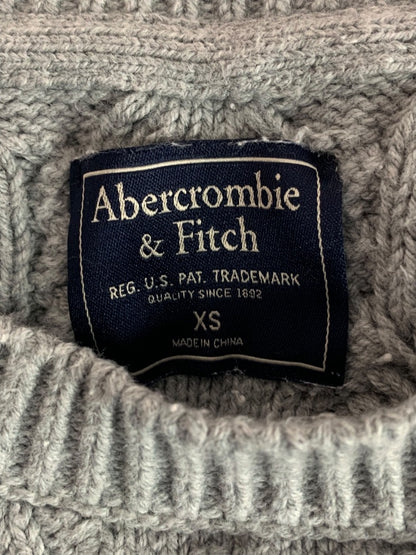 Abercrombie
& Fitch
REG. U.S. PAT. TRADEMARK
QUALITY SINCE 1892
XS
MADE IN CHINA